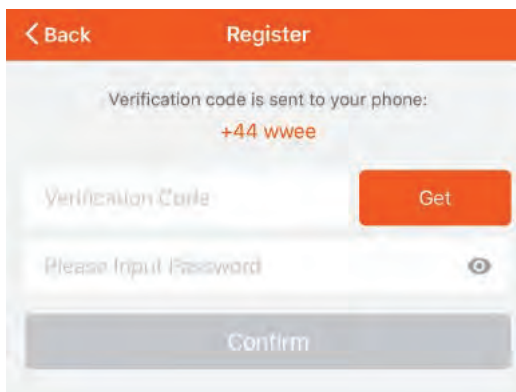 Back Register
Verification code is sent to your phone:
+44 wwee
Verification Code Get
Please Input Password
Confirm